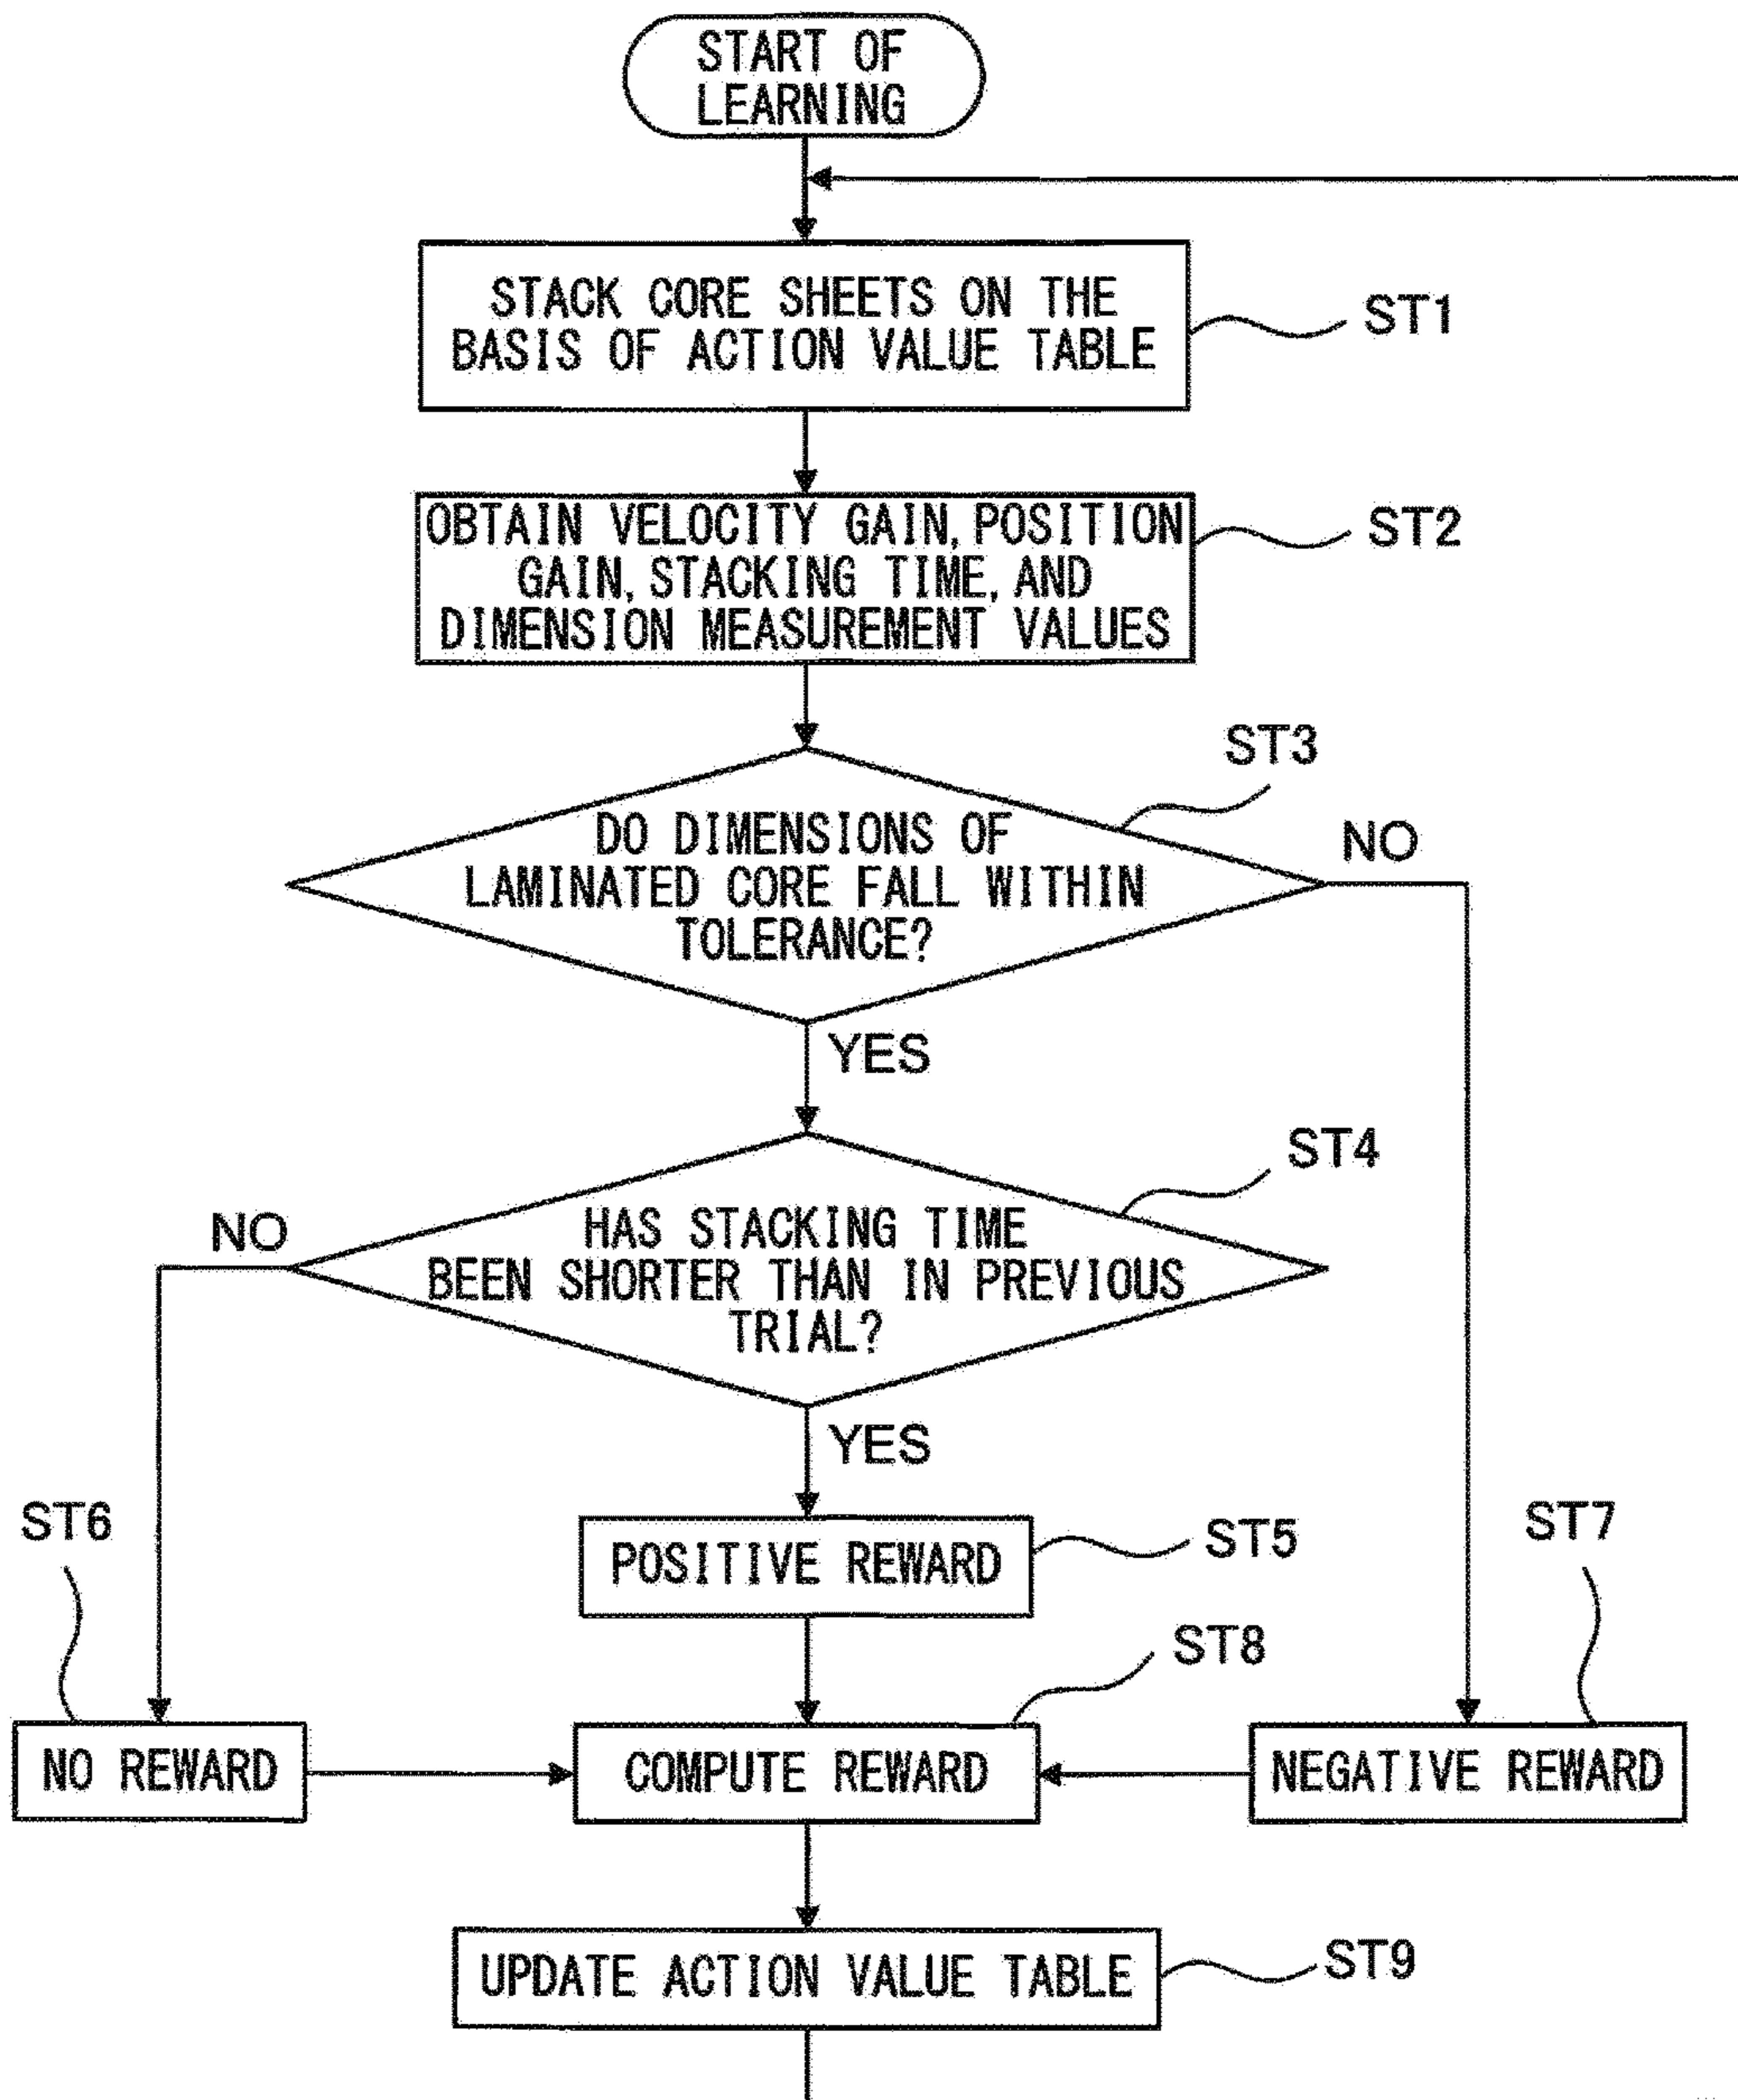 START OF
LEARNING
STACK CORE SHEETS ON THE
BASIS OF ACTION VALUE TABLE
ST1
OBTAIN VELOCITY GAIN, POSITION
GAIN, STACKING TIME, AND
DIMENSION MEASUREMENT VALUES
ST2
ST3
DO DIMENSIONS OF
LAMINATED CORE FALL WITHIN
TOLERANCE?
NO
YES
ST4
HAS STACKING TIME
BEEN SHORTER THAN IN PREVIOUS
TRIAL?
NO
YES
ST6
POSITIVE REWARD
ST5
ST7
ST8
NO REWARD
COMPUTE REWARD
NEGATIVE REWARD
UPDATE ACTION VALUE TABLE
ST9